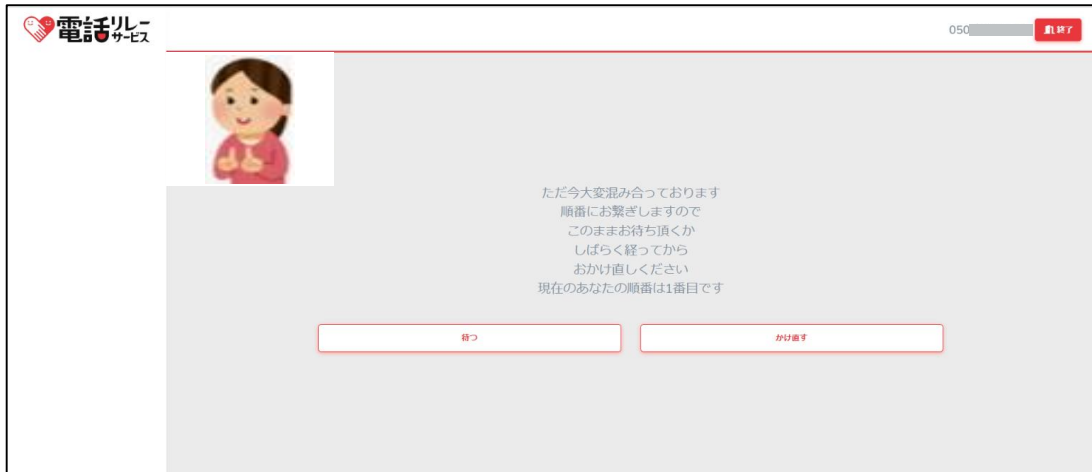 電話リレーサービス
050
終了
ただ今大変混み合っております
順番にお繋ぎしますので
このままお待ち頂くか
しばらく経ってから
おかけ直しください
現在のあなたの順番は1番目です
待つ
かけ直す